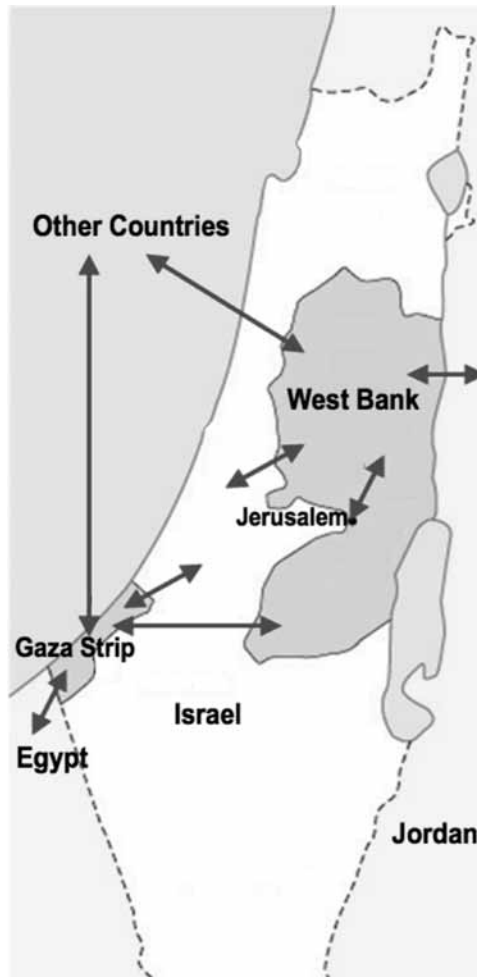 Other Countries
West Bank
Jerusalem
Gaza Strip
Israel
Egypt
Jordan